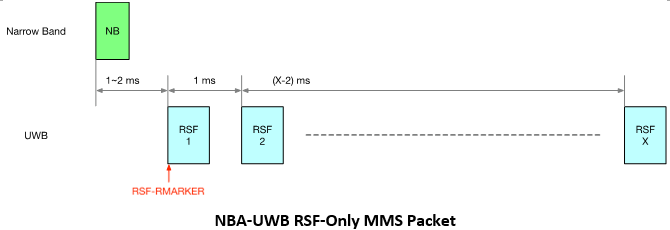 Narrow Band
NB
1~2 ms
1 ms
(X-2) ms
UWB
RSF
1
RSF
2
RSF
X
RSF-RMARKER
NBA-UWB RSF-Only MMS Packet